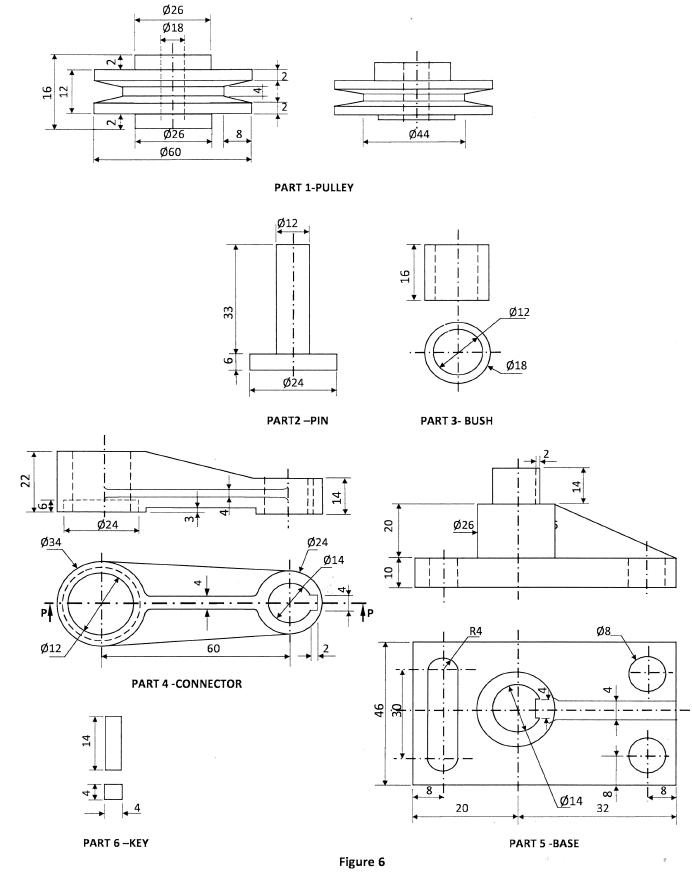 Ø26
Ø18
2
16
12
2
4
2
2
Ø26
8
Ø60
Ø44
PART 1-PULLEY
Ø12
33
6
Ø24
PART2 –PIN
16
Ø12
Ø18
PART 3- BUSH
22
6
Ø24
3
4
14
Ø34
Ø24
Ø14
4
4
P
P
Ø12
60
2
PART 4 -CONNECTOR
2
14
20
Ø26
10
R4
Ø8
46
30
4
4
8
8
8
Ø14
20
32
PART 5 -BASE
14
4
4
PART 6 –KEY
Figure 6